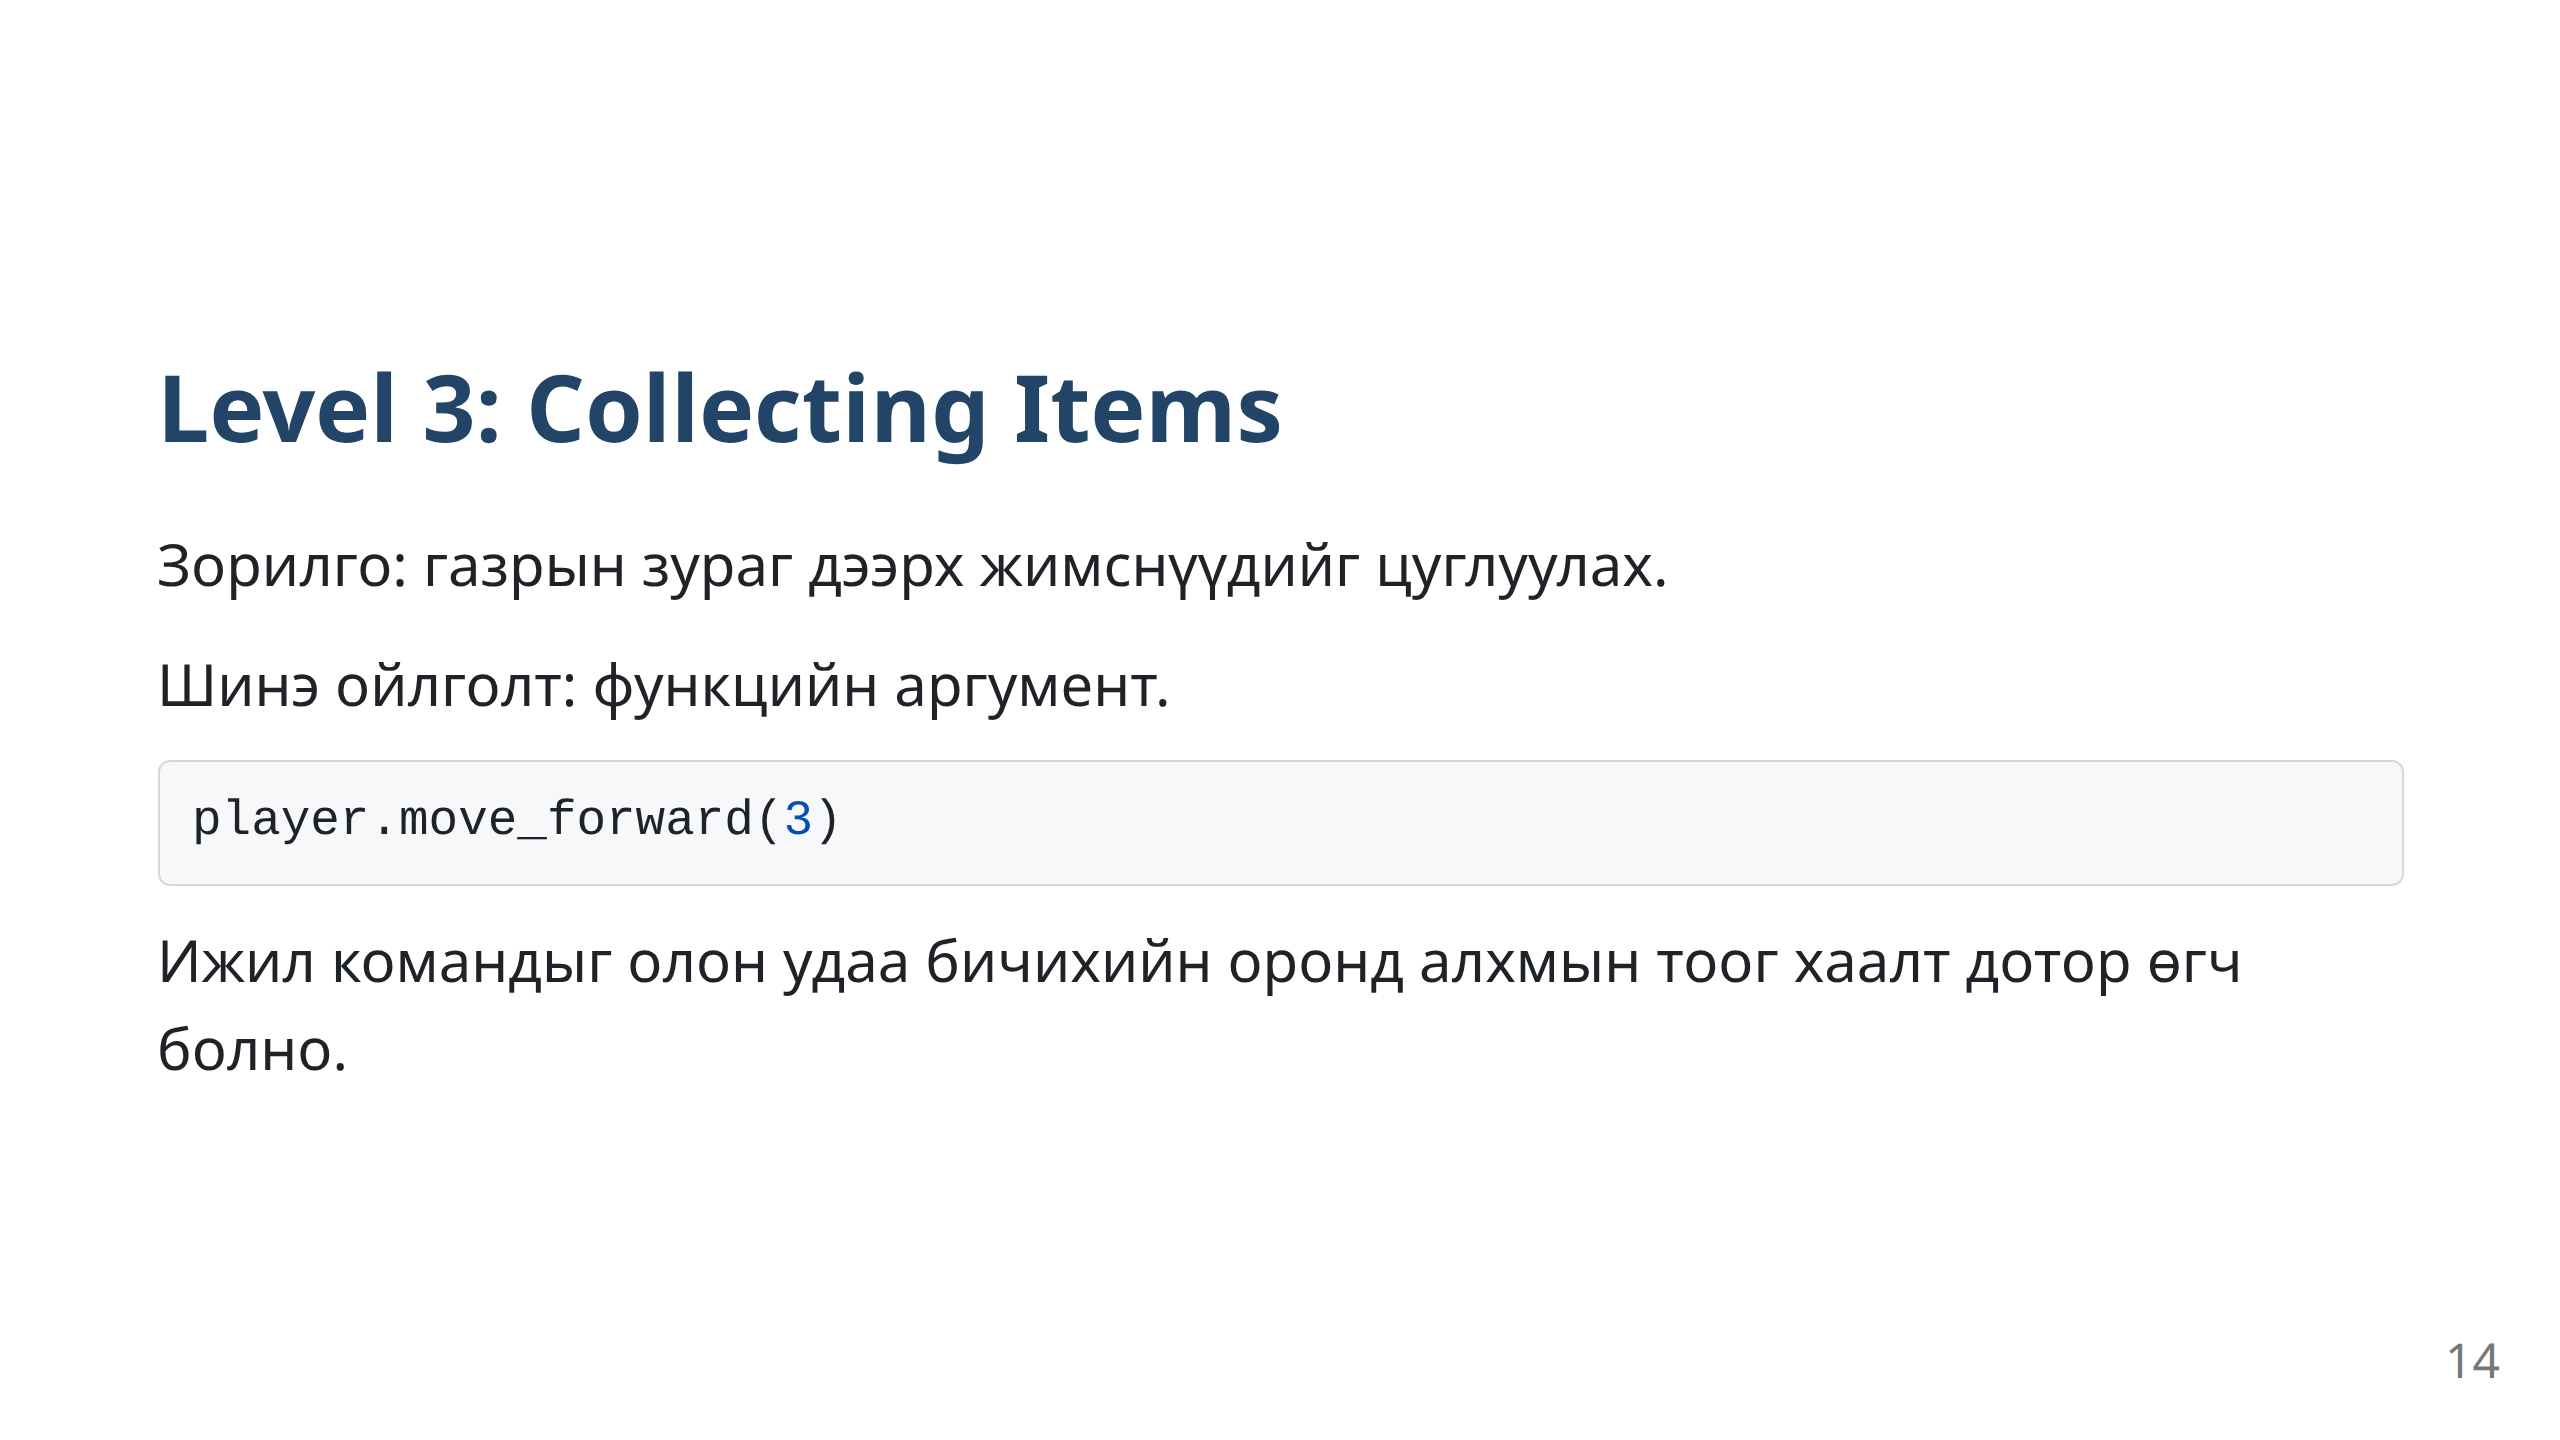 Level 3: Collecting Items
Зорилго: газрын зураг дээрх жимснүүдийг цуглуулах.
Шинэ ойлголт: функцийн аргумент.
player.move_forward(3)
Ижил командыг олон удаа бичихийн оронд алхмын тоог хаалт дотор өгч
болно.
14